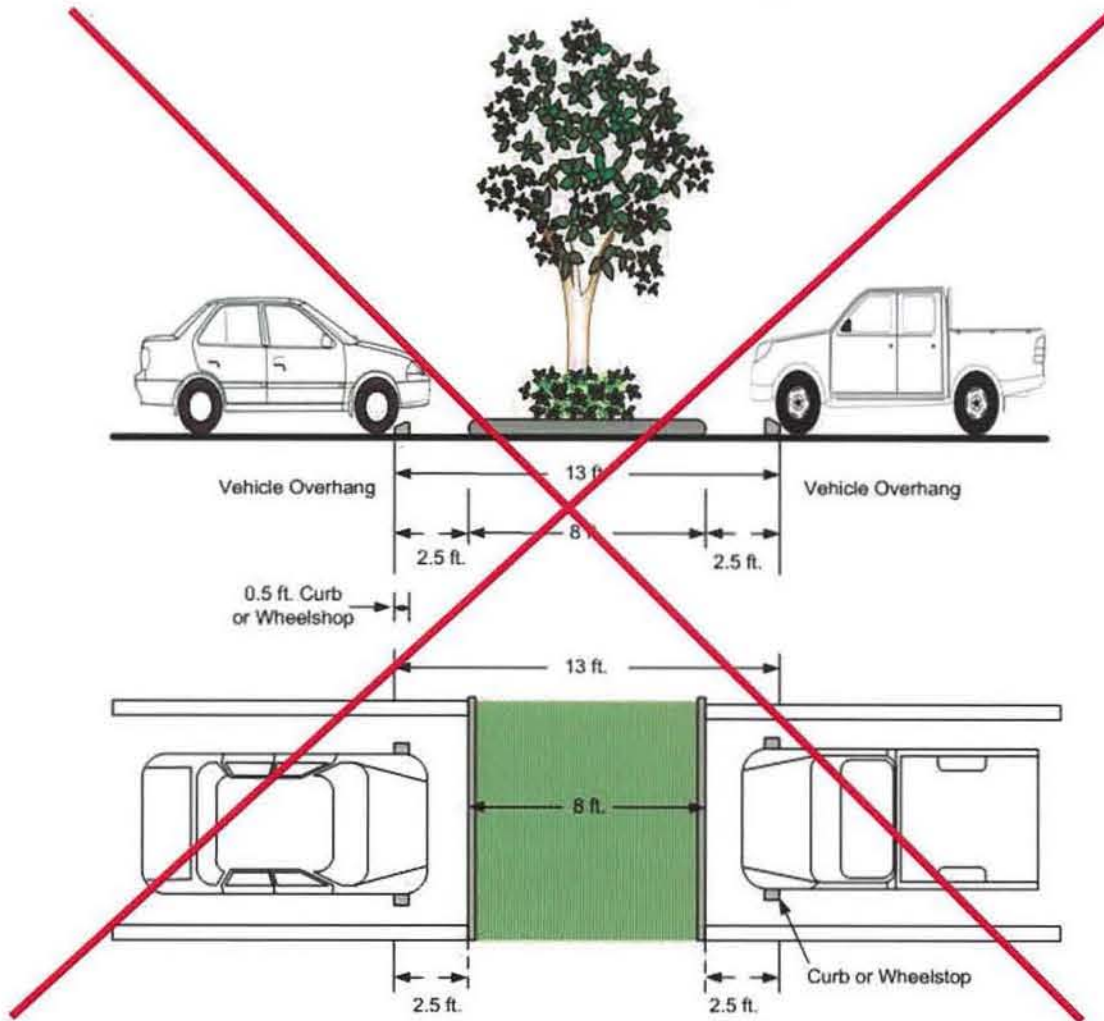 13 ft.
Vehicle Overhang
Vehicle Overhang
8 ft.
2.5 ft.
2.5 ft.
0.5 ft. Curb
or Wheelshop
13 ft.
8 ft.
Curb or Wheelstop
2.5 ft.
2.5 ft.